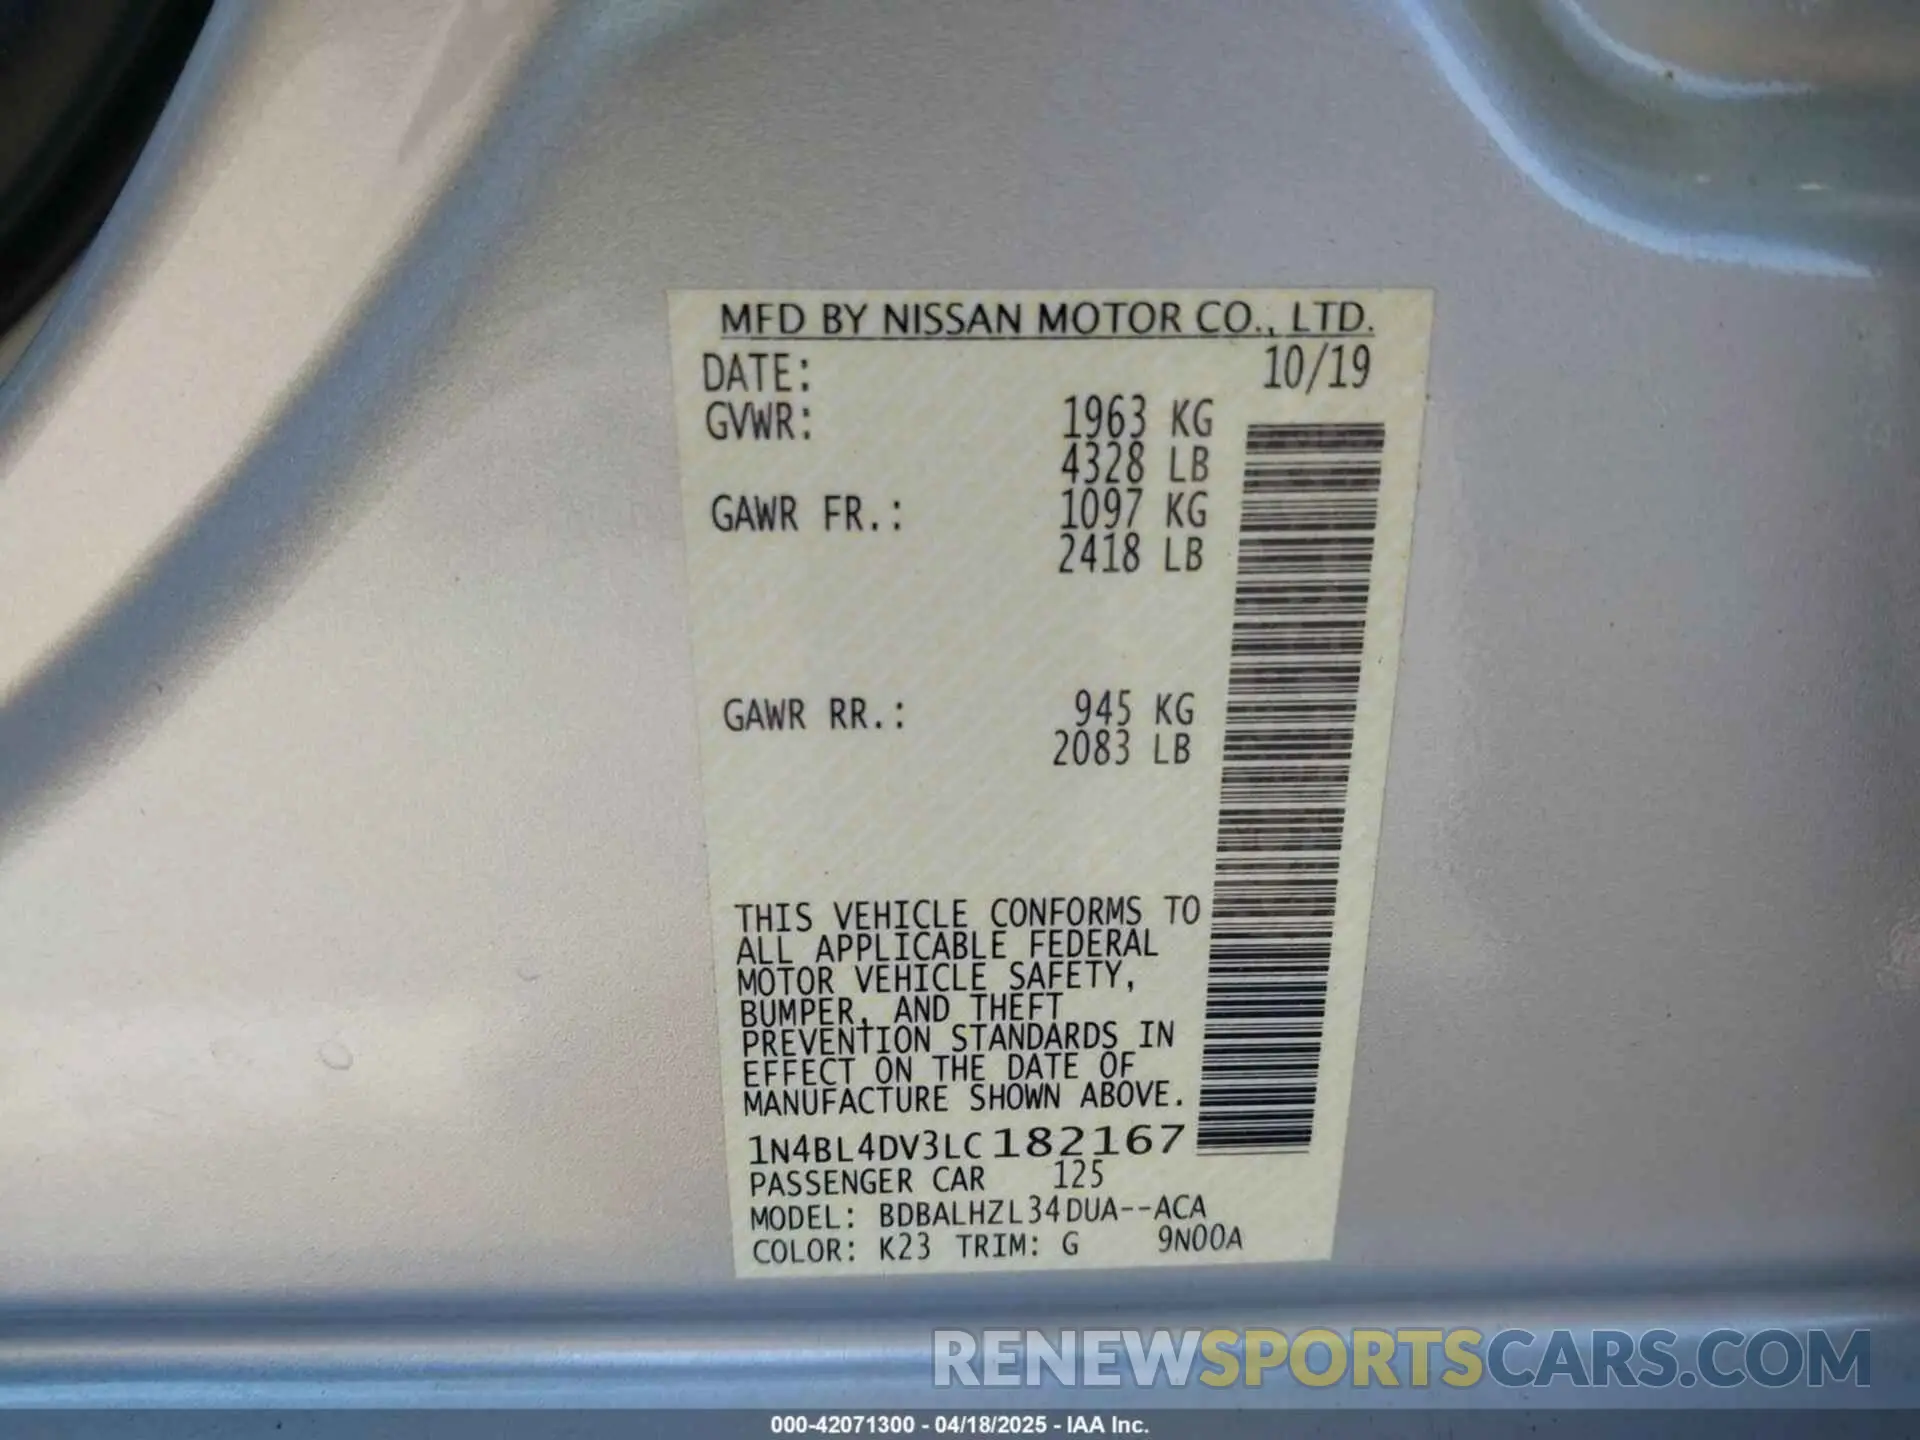 MFD BY NISSAN MOTOR CO., LTD.
DATE: 10/19
GVWR: 1963 KG
4328 LB
GAWR FR.: 1097 KG
2418 LB
GAWR RR.: 945 KG
2083 LB
THIS VEHICLE CONFORMS TO
ALL APPLICABLE FEDERAL
MOTOR VEHICLE SAFETY,
BUMPER, AND THEFT
PREVENTION STANDARDS IN
EFFECT ON THE DATE OF
MANUFACTURE SHOWN ABOVE.
1N4BL4DV3LC182167
PASSENGER CAR 125
MODEL: BDBALHZL34DUA--ACA
COLOR: K23 TRIM: G 9N00A
RENEWSPORTSCARS.COM
000-42071300 - 04/18/2025 - IAA Inc.